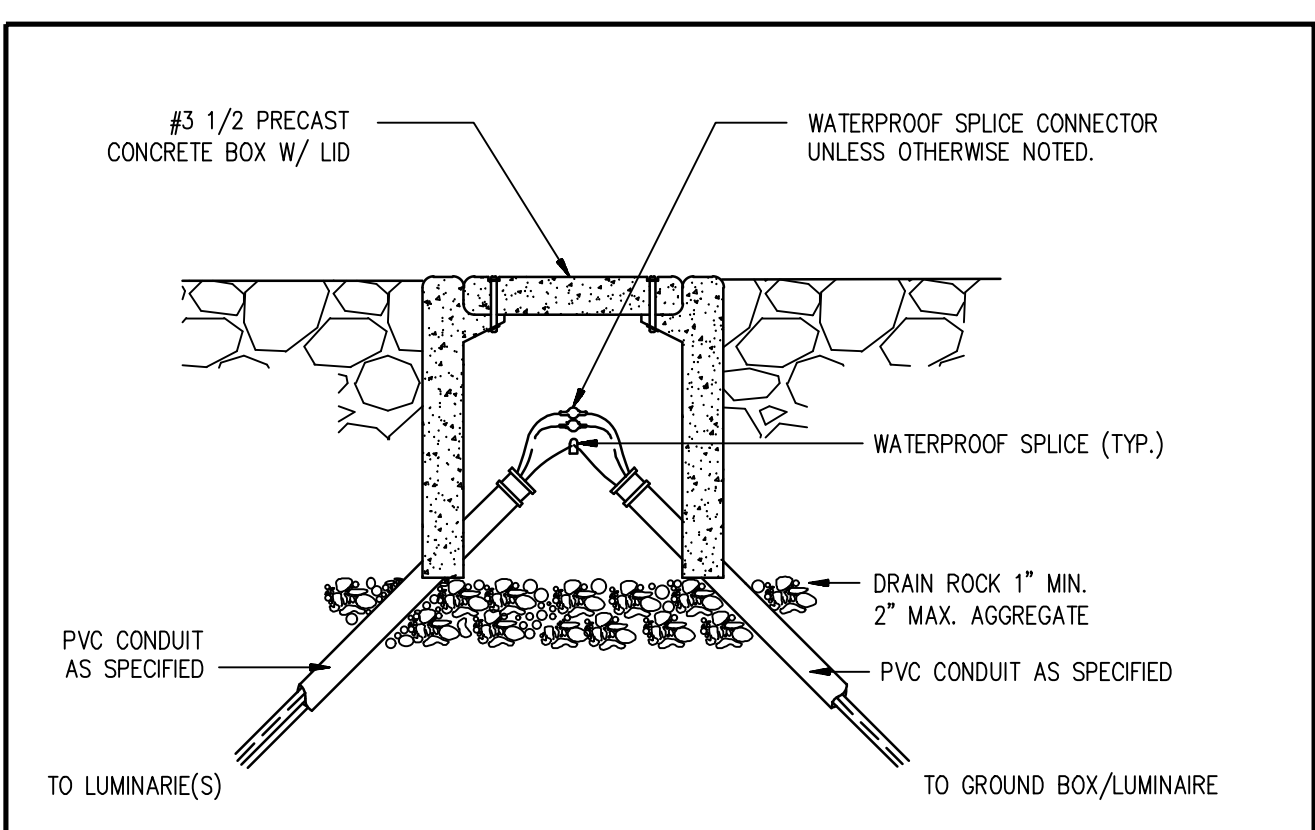 #3 1/2 PRECAST
CONCRETE BOX W/ LID
WATERPROOF SPLICE CONNECTOR
UNLESS OTHERWISE NOTED.
WATERPROOF SPLICE (TYP.)
DRAIN ROCK 1" MIN.
2" MAX. AGGREGATE
PVC CONDUIT
AS SPECIFIED
PVC CONDUIT AS SPECIFIED
TO LUMINARIE(S)
TO GROUND BOX/LUMINAIRE